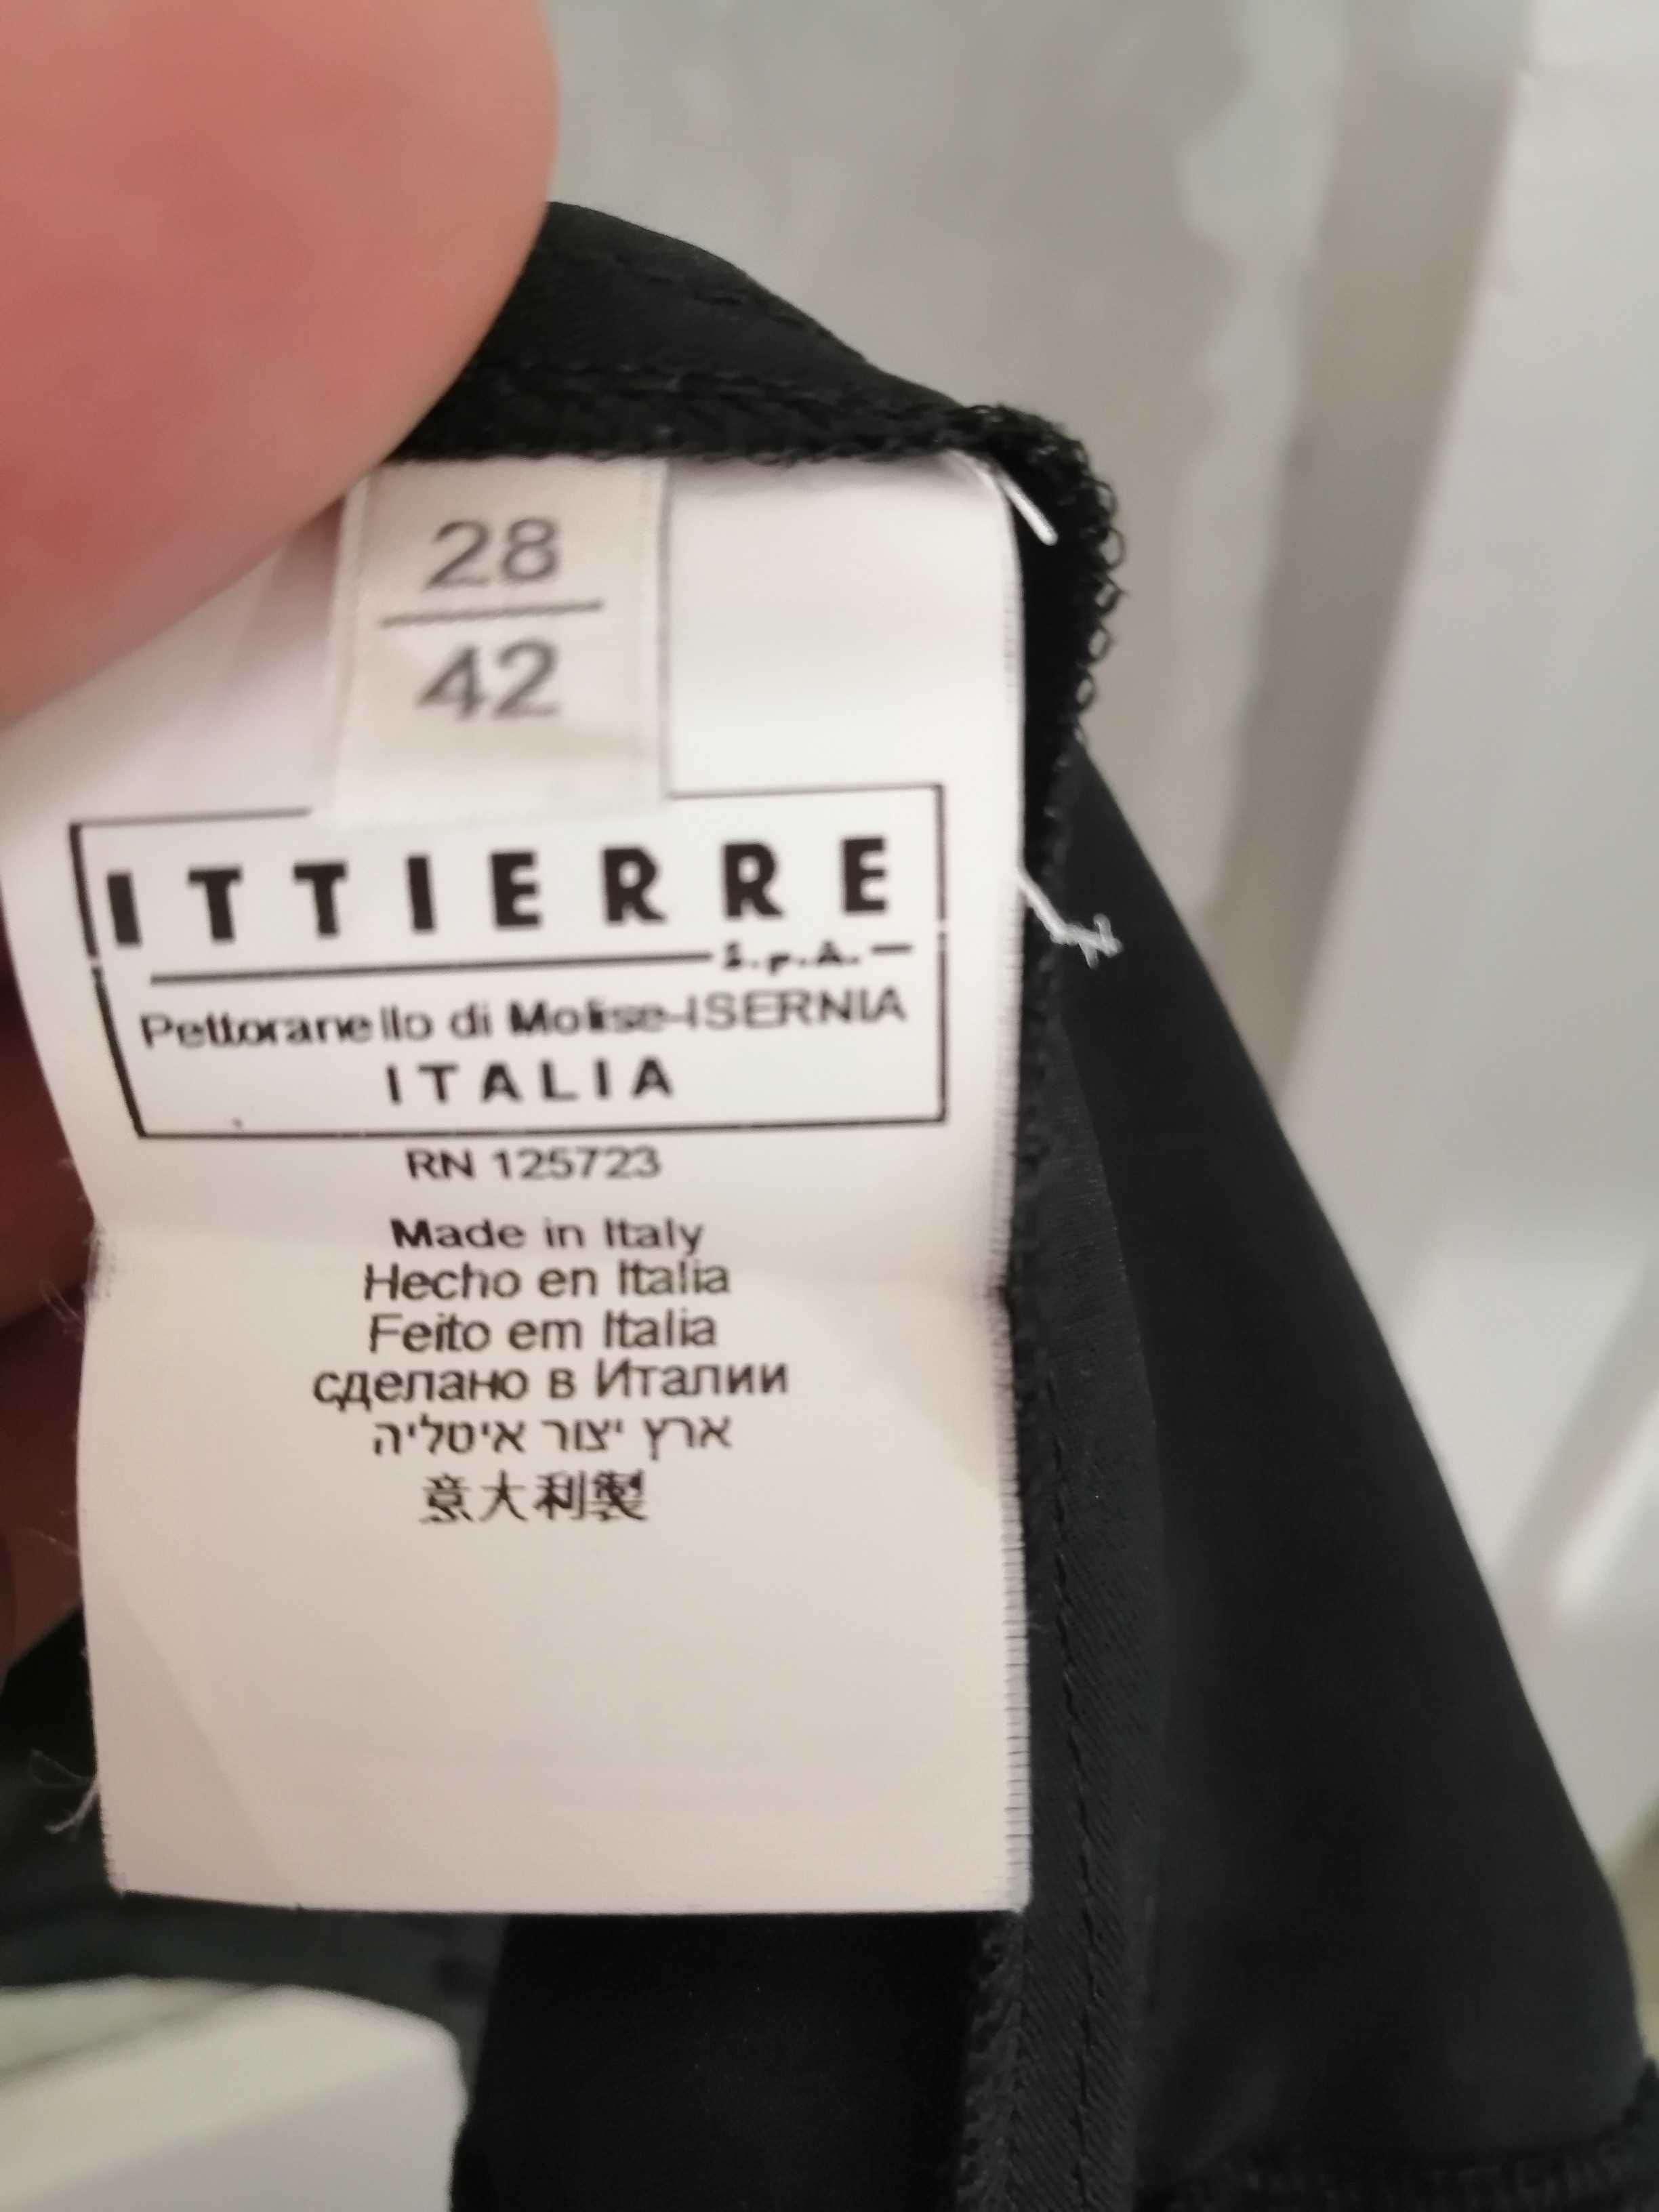 28
42
ITTIERRE
S.p.A.
Pettoranello di Molise-ISERNIA
ITALIA
RN 125723
Made in Italy
Hecho en Italia
Feito em Italia
сделано в Италии
ארץ יצור איטליה
意大利製